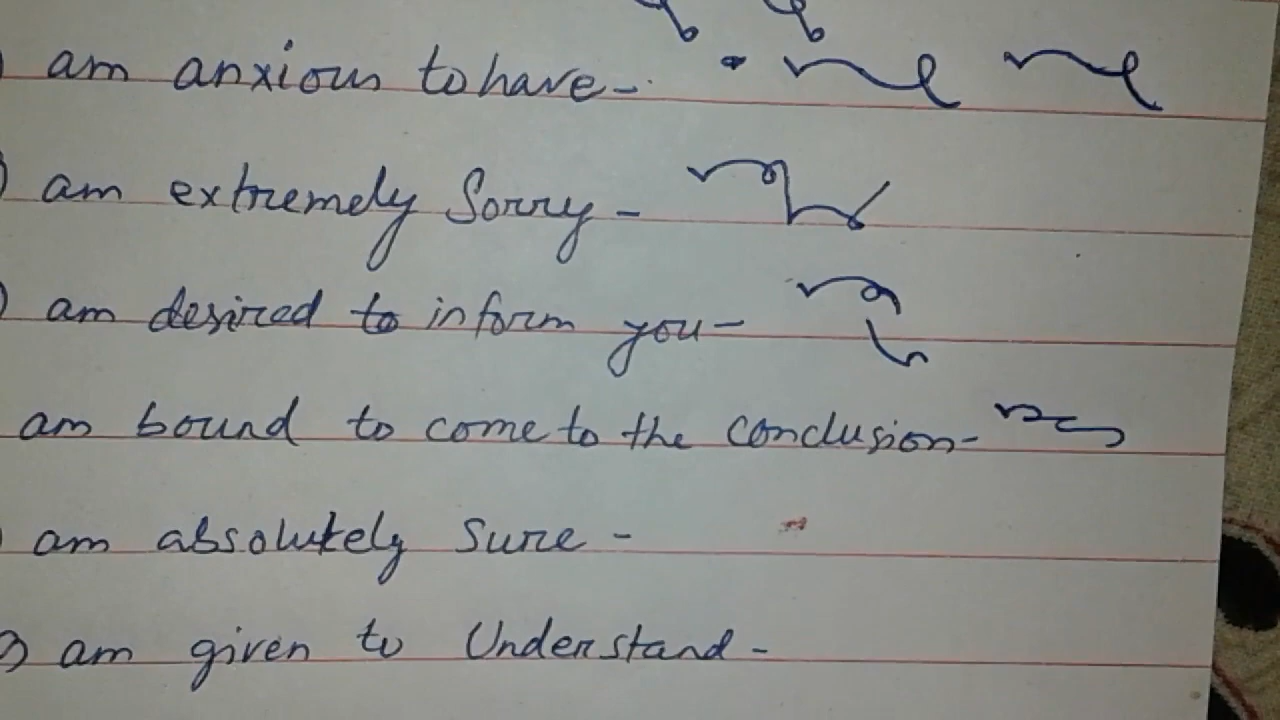 am anxious to have -
am extremely Sorry -
am desired to inform you -
am bound to come to the conclusion -
am absolutely Sure -
am given to Understand -